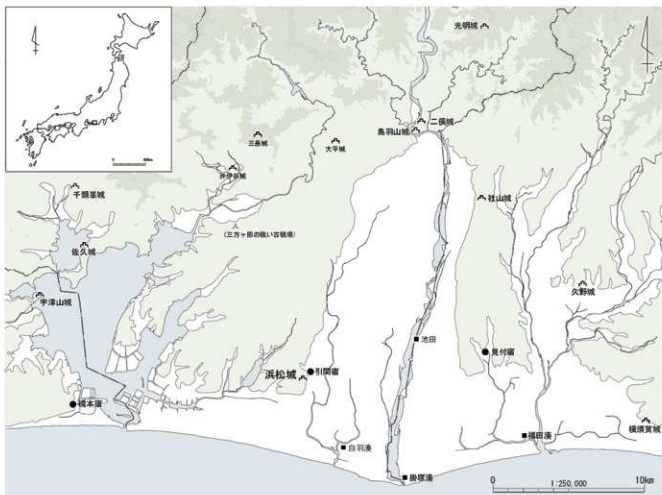 光明城
二俣城
鳥羽山城
三岳城
大平城
井伊谷城
千頭峯城
社山城
(三方ヶ原の戦い古戦場)
佐久城
宇津山城
久野城
池田
見付宿
浜松城
引間宿
橋本宿
横須賀城
福田湊
白羽湊
掛塚湊
0
1:250,000
10km